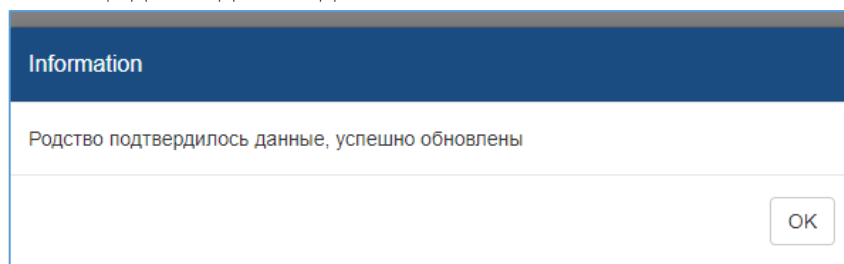 Information
Родство подтвердилось данные, успешно обновлены
OK